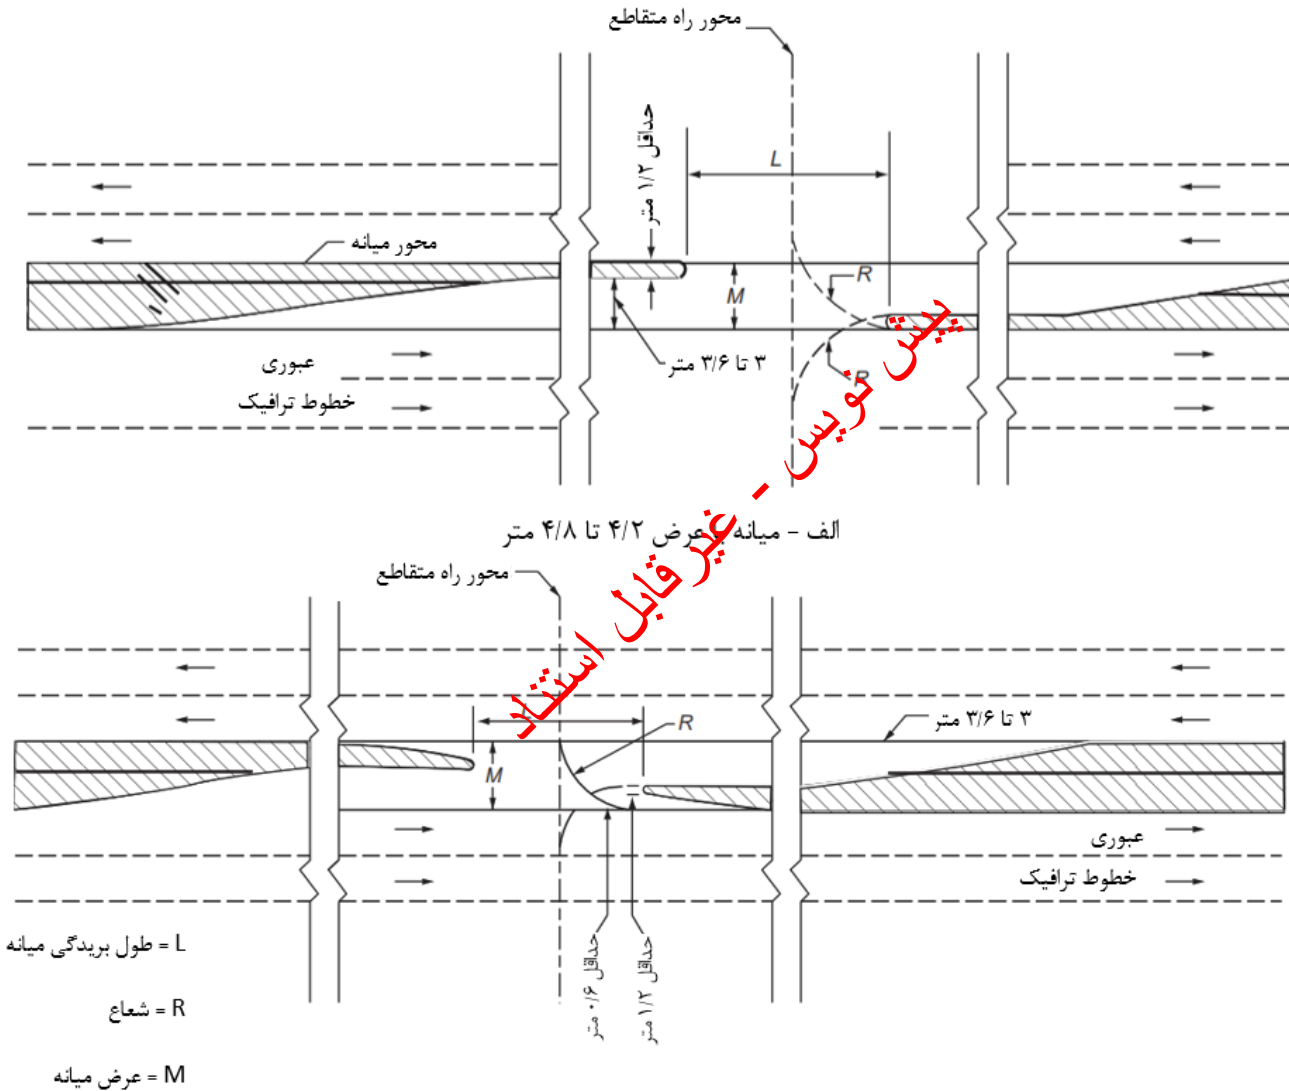 محور راه متقاطع
حداقل ۱/۲ متر
L
محور میانه
M
R
۳ تا ۳/۶ متر
R
عبوری
خطوط ترافیک
الف - میانه با عرض ۴/۲ تا ۴/۸ متر
پیش نویس - غیرقابل استناد
محور راه متقاطع
L
R
۳ تا ۳/۶ متر
M
عبوری
خطوط ترافیک
حداقل ۰/۶ متر
حداقل ۱/۲ متر
L = طول بریدگی میانه
R = شعاع
M = عرض میانه